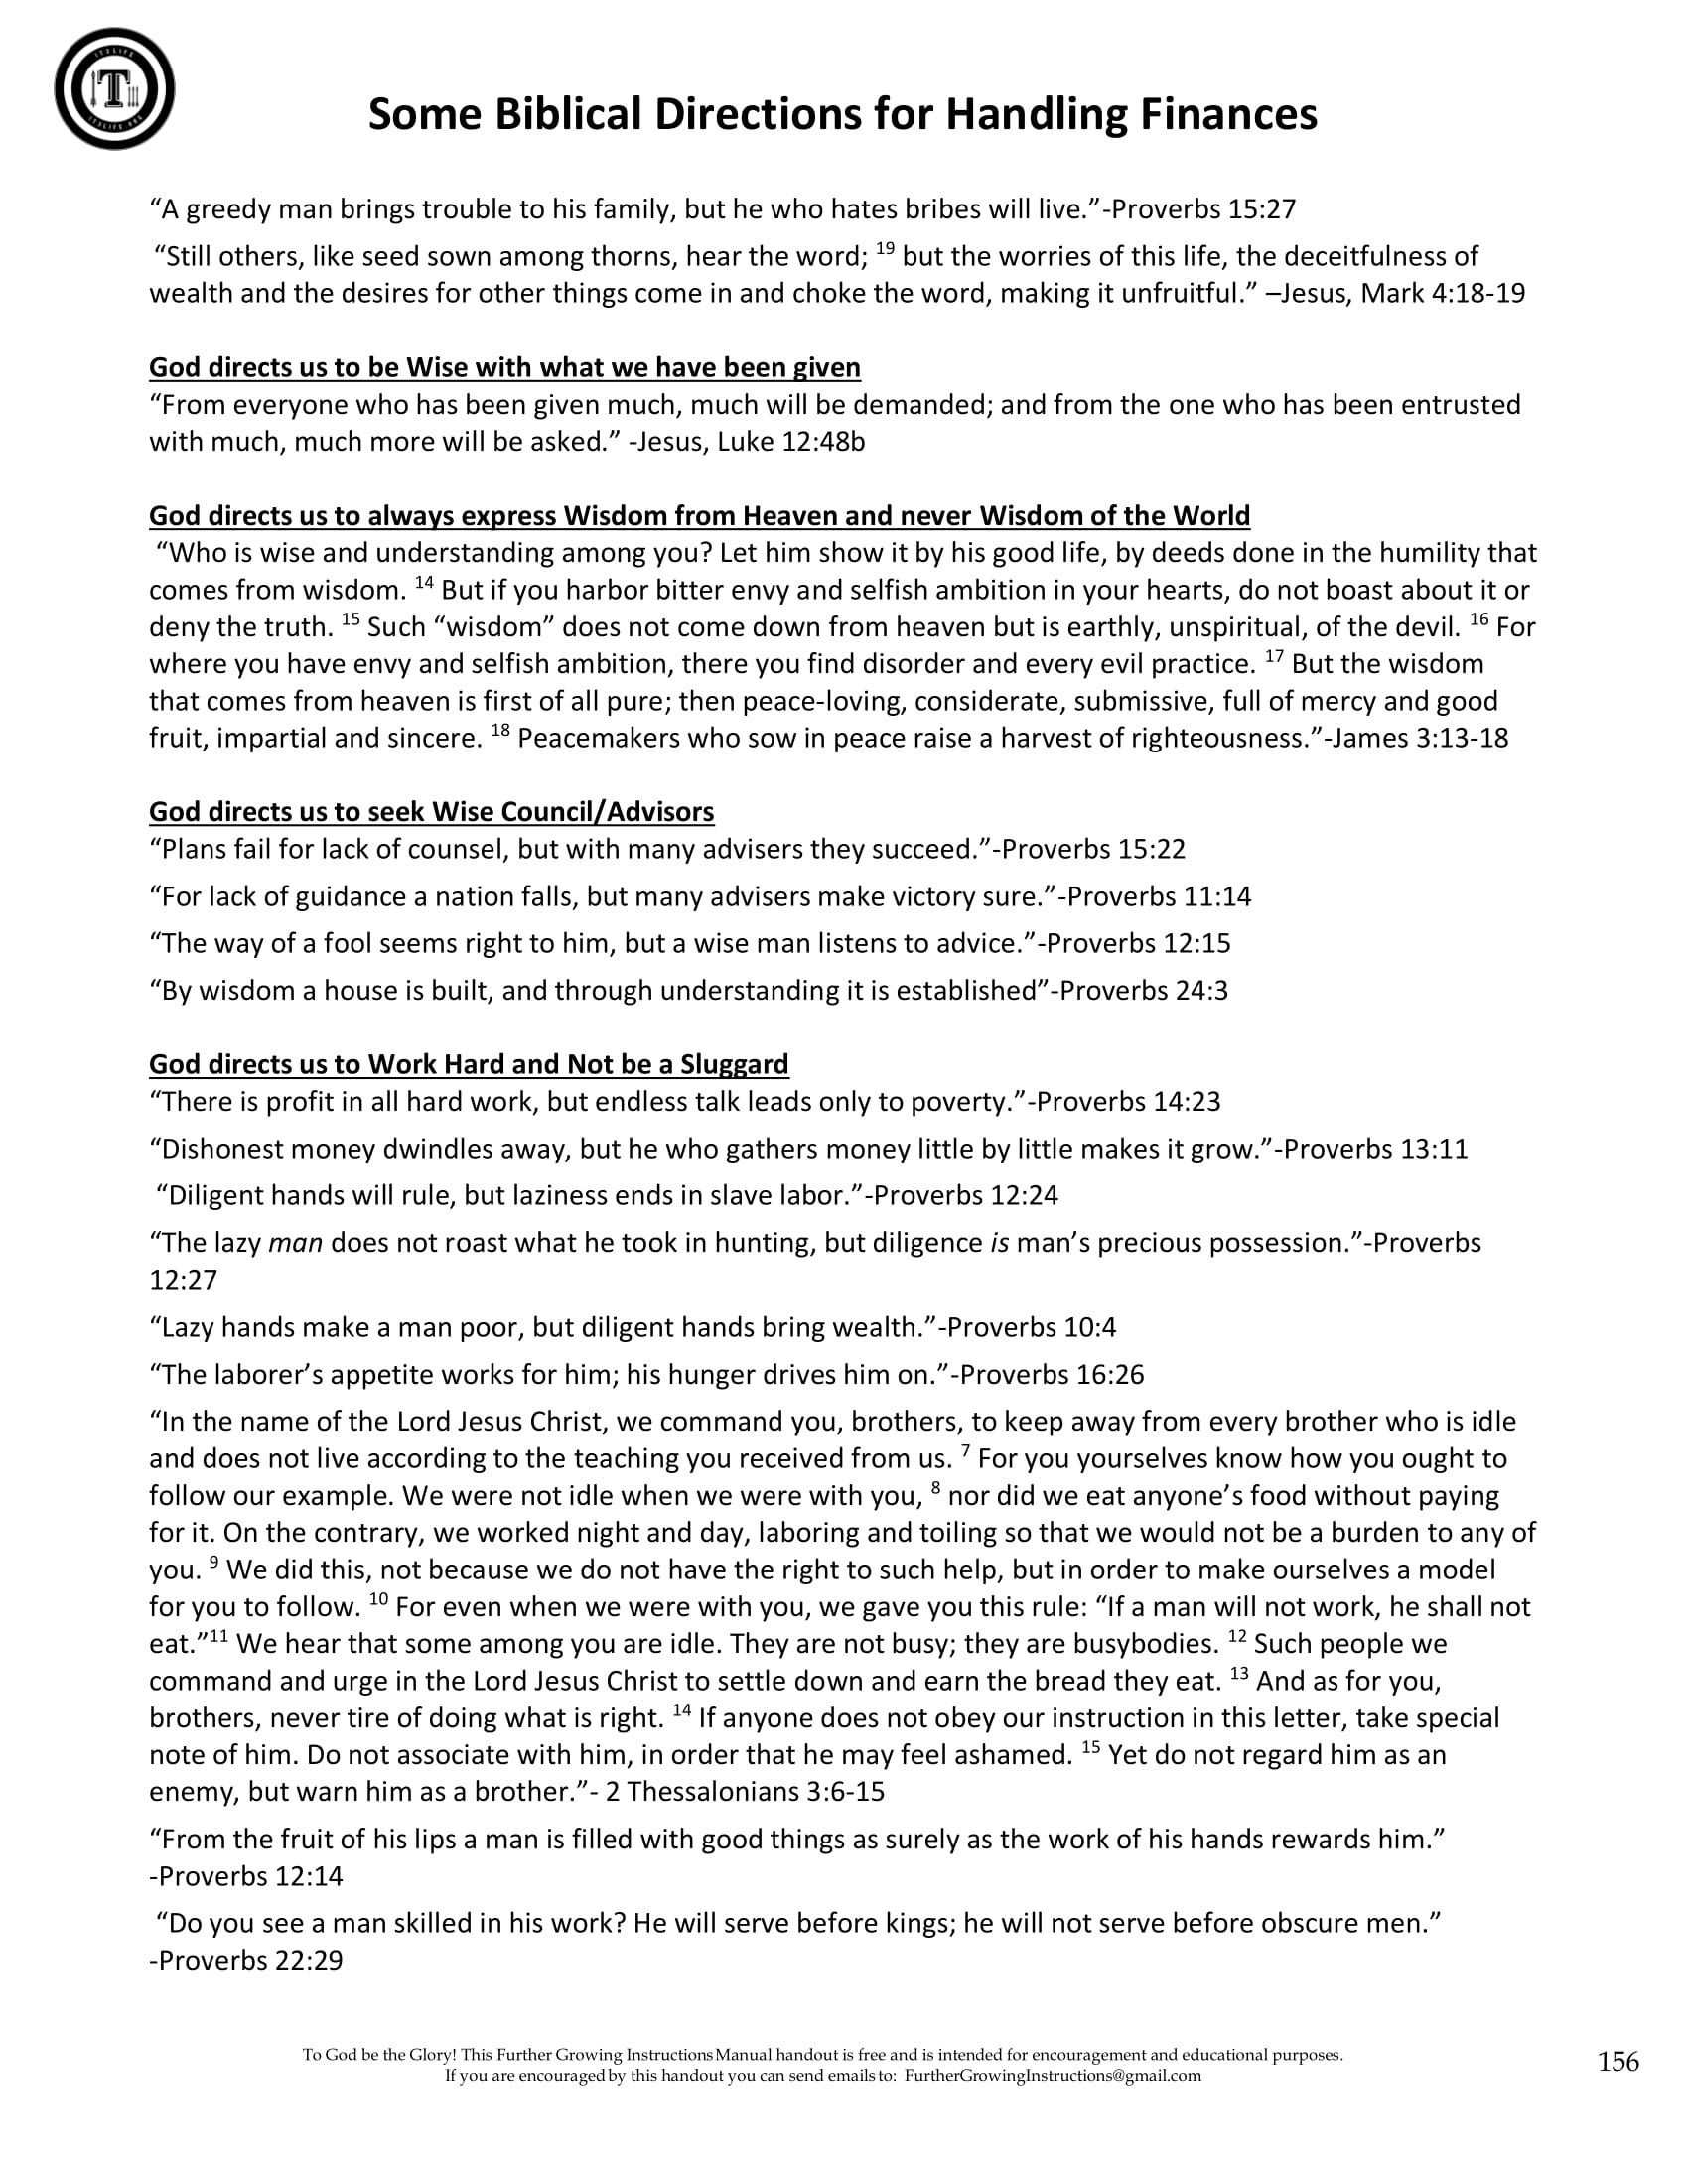 IT3LIFE
T
IT3LIFE.ORG
Some Biblical Directions for Handling Finances
“A greedy man brings trouble to his family, but he who hates bribes will live.”-Proverbs 15:27
“Still others, like seed sown among thorns, hear the word; 19 but the worries of this life, the deceitfulness of
wealth and the desires for other things come in and choke the word, making it unfruitful.” –Jesus, Mark 4:18-19
God directs us to be Wise with what we have been given
“From everyone who has been given much, much will be demanded; and from the one who has been entrusted
with much, much more will be asked.” -Jesus, Luke 12:48b
God directs us to always express Wisdom from Heaven and never Wisdom of the World
“Who is wise and understanding among you? Let him show it by his good life, by deeds done in the humility that
comes from wisdom. 14 But if you harbor bitter envy and selfish ambition in your hearts, do not boast about it or
deny the truth. 15 Such “wisdom” does not come down from heaven but is earthly, unspiritual, of the devil. 16 For
where you have envy and selfish ambition, there you find disorder and every evil practice. 17 But the wisdom
that comes from heaven is first of all pure; then peace-loving, considerate, submissive, full of mercy and good
fruit, impartial and sincere. 18 Peacemakers who sow in peace raise a harvest of righteousness.”-James 3:13-18
God directs us to seek Wise Council/Advisors
“Plans fail for lack of counsel, but with many advisers they succeed.”-Proverbs 15:22
“For lack of guidance a nation falls, but many advisers make victory sure.”-Proverbs 11:14
“The way of a fool seems right to him, but a wise man listens to advice.”-Proverbs 12:15
“By wisdom a house is built, and through understanding it is established”-Proverbs 24:3
God directs us to Work Hard and Not be a Sluggard
“There is profit in all hard work, but endless talk leads only to poverty.”-Proverbs 14:23
“Dishonest money dwindles away, but he who gathers money little by little makes it grow.”-Proverbs 13:11
“Diligent hands will rule, but laziness ends in slave labor.”-Proverbs 12:24
“The lazy man does not roast what he took in hunting, but diligence is man’s precious possession.”-Proverbs
12:27
“Lazy hands make a man poor, but diligent hands bring wealth.”-Proverbs 10:4
“The laborer’s appetite works for him; his hunger drives him on.”-Proverbs 16:26
“In the name of the Lord Jesus Christ, we command you, brothers, to keep away from every brother who is idle
and does not live according to the teaching you received from us. 7 For you yourselves know how you ought to
follow our example. We were not idle when we were with you, 8 nor did we eat anyone’s food without paying
for it. On the contrary, we worked night and day, laboring and toiling so that we would not be a burden to any of
you. 9 We did this, not because we do not have the right to such help, but in order to make ourselves a model
for you to follow. 10 For even when we were with you, we gave you this rule: “If a man will not work, he shall not
eat.”11 We hear that some among you are idle. They are not busy; they are busybodies. 12 Such people we
command and urge in the Lord Jesus Christ to settle down and earn the bread they eat. 13 And as for you,
brothers, never tire of doing what is right. 14 If anyone does not obey our instruction in this letter, take special
note of him. Do not associate with him, in order that he may feel ashamed. 15 Yet do not regard him as an
enemy, but warn him as a brother.”- 2 Thessalonians 3:6-15
“From the fruit of his lips a man is filled with good things as surely as the work of his hands rewards him.”
-Proverbs 12:14
“Do you see a man skilled in his work? He will serve before kings; he will not serve before obscure men.”
-Proverbs 22:29
To God be the Glory! This Further Growing Instructions Manual handout is free and is intended for encouragement and educational purposes.
If you are encouraged by this handout you can send emails to: FurtherGrowingInstructions@gmail.com
156